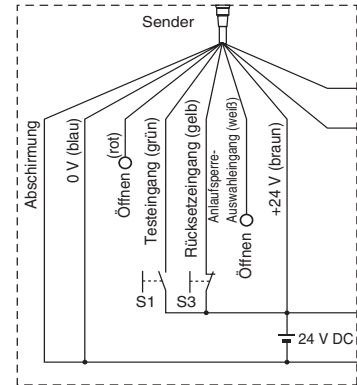 Sender
Abschirmung
0 V (blau)
Öffnen (rot)
Testeingang (grün)
Rücksetzeingang (gelb)
Anlaufsperre-
Auswahleingang (weiß)
Öffnen
+24 V (braun)
S1
S3
24 V DC